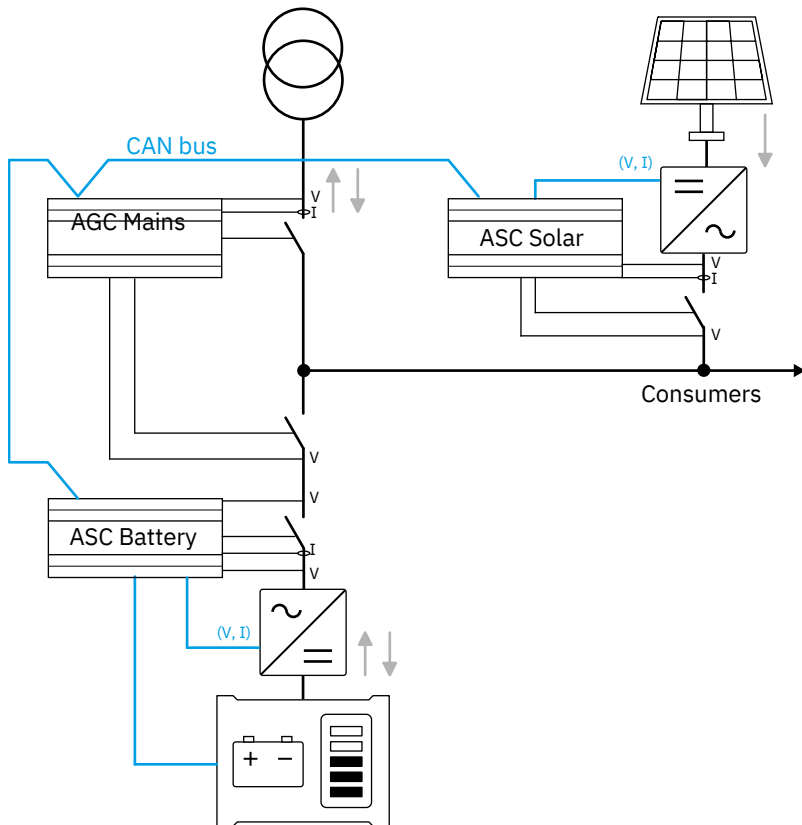 CAN bus
(V, I)
V
I
AGC Mains
ASC Solar
V
I
V
Consumers
V
V
ASC Battery
I
V
(V, I)
+ −